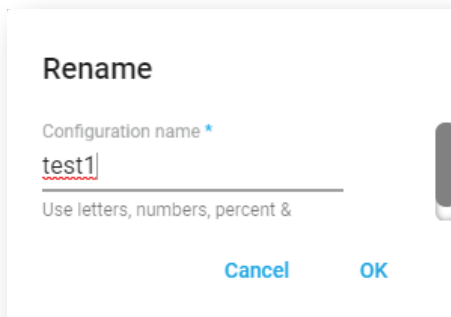 Rename
Configuration name *
test1
Use letters, numbers, percent &
Cancel OK